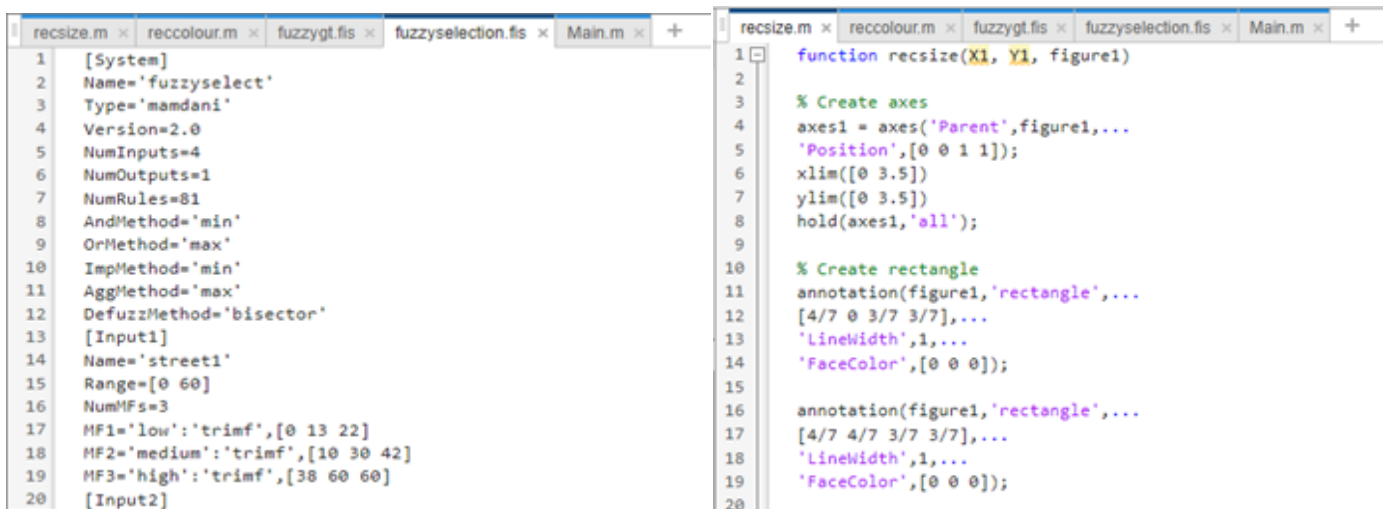 recsize.m × reccolour.m × fuzzygt.fis × fuzzyselection.fis × Main.m × +
1 [System]
2 Name='fuzzyselect'
3 Type='mamdani'
4 Version=2.0
5 NumInputs=4
6 NumOutputs=1
7 NumRules=81
8 AndMethod='min'
9 OrMethod='max'
10 ImpMethod='min'
11 AggMethod='max'
12 DefuzzMethod='bisector'
13 [Input1]
14 Name='street1'
15 Range=[0 60]
16 NumMFs=3
17 MF1='low':'trimf',[0 13 22]
18 MF2='medium':'trimf',[10 30 42]
19 MF3='high':'trimf',[38 60 60]
20 [Input2]
recsize.m × reccolour.m × fuzzygt.fis × fuzzyselection.fis × Main.m × +
1 function recsize(X1, Y1, figure1)
2
3 % Create axes
4 axes1 = axes('Parent',figure1,...
5 'Position',[0 0 1 1]);
6 xlim([0 3.5])
7 ylim([0 3.5])
8 hold(axes1,'all');
9
10 % Create rectangle
11 annotation(figure1,'rectangle',...
12 [4/7 0 3/7 3/7],...
13 'LineWidth',1,...
14 'FaceColor',[0 0 0]);
15
16 annotation(figure1,'rectangle',...
17 [4/7 4/7 3/7 3/7],...
18 'LineWidth',1,...
19 'FaceColor',[0 0 0]);
20